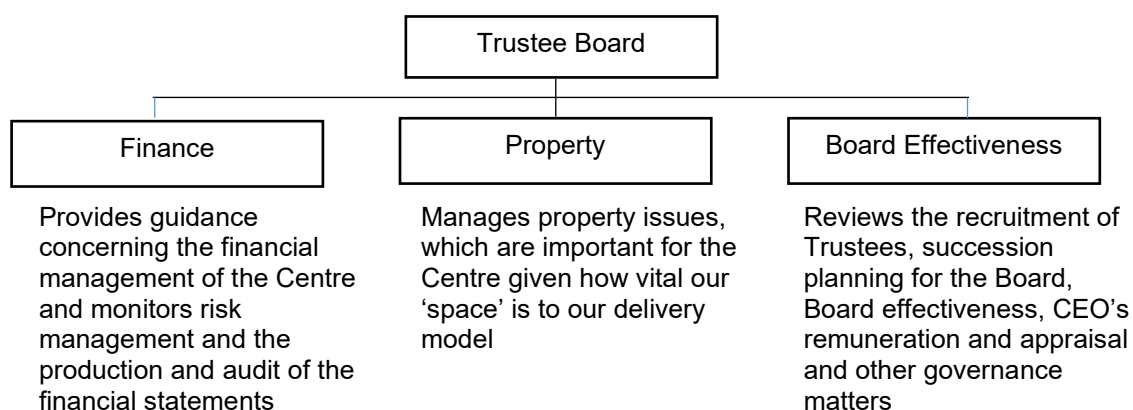 Trustee Board
Finance
Property
Board Effectiveness
Provides guidance
concerning the financial
management of the Centre
and monitors risk
management and the
production and audit of the
financial statements
Manages property issues,
which are important for the
Centre given how vital our
‘space’ is to our delivery
model
Reviews the recruitment of
Trustees, succession
planning for the Board,
Board effectiveness, CEO’s
remuneration and appraisal
and other governance
matters